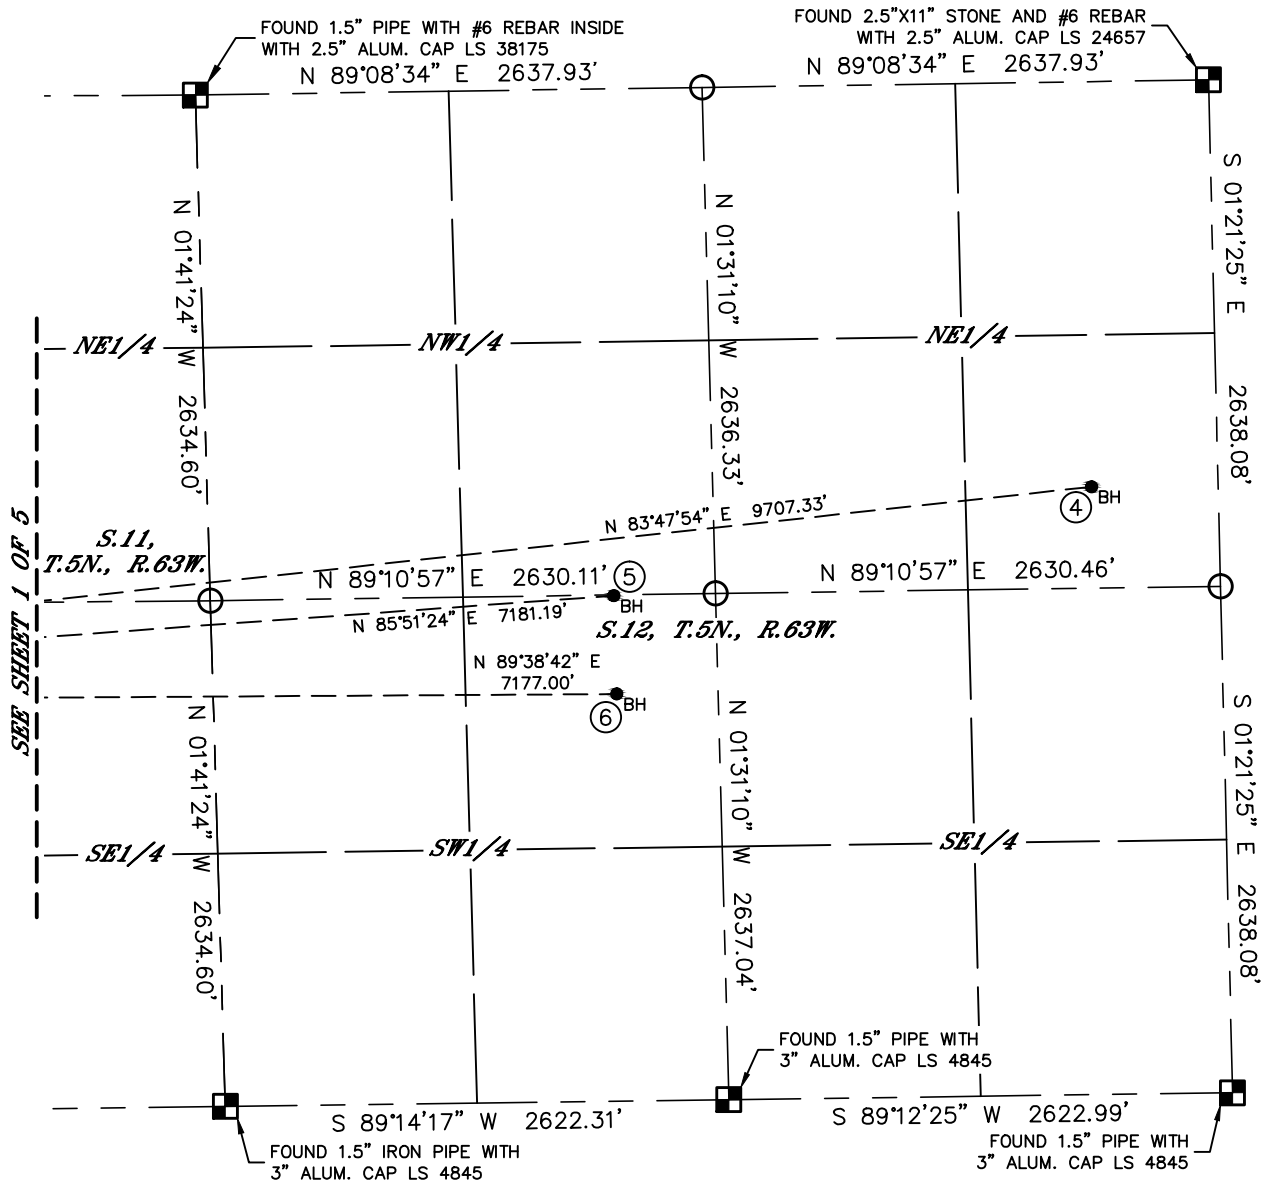 FOUND 1.5" PIPE WITH #6 REBAR INSIDE
WITH 2.5" ALUM. CAP LS 38175
FOUND 2.5"X11" STONE AND #6 REBAR
WITH 2.5" ALUM. CAP LS 24657
N 89°08'34" E 2637.93'
N 89°08'34" E 2637.93'
N 01°41'24" W 2634.60'
N 01°31'10" W 2636.33'
S 01°21'25" E 2638.08'
NE1/4
NW1/4
NE1/4
SEE SHEET 1 OF 5
S.11,
T.5N., R.63W.
N 83°47'54" E 9707.33'
4
BH
N 89°10'57" E 2630.11'
5
BH
N 89°10'57" E 2630.46'
N 85°51'24" E 7181.19'
S.12, T.5N., R.63W.
N 89°38'42" E
7177.00'
6
BH
N 01°41'24" W 2634.60'
N 01°31'10" W 2637.04'
S 01°21'25" E 2638.08'
SE1/4
SW1/4
SE1/4
FOUND 1.5" PIPE WITH
3" ALUM. CAP LS 4845
S 89°14'17" W 2622.31'
S 89°12'25" W 2622.99'
FOUND 1.5" IRON PIPE WITH
3" ALUM. CAP LS 4845
FOUND 1.5" PIPE WITH
3" ALUM. CAP LS 4845